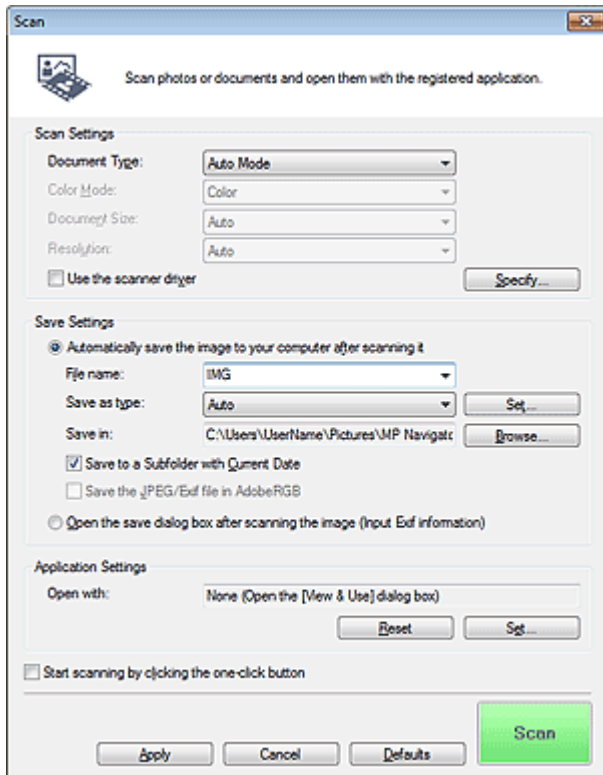 Scan
Scan photos or documents and open them with the registered application.
Scan Settings
Document Type: Auto Mode
Color Mode: Color
Document Size: Auto
Resolution: Auto
Use the scanner driver Specify...
Save Settings
Automatically save the image to your computer after scanning it
File name: IMG
Save as type: Auto Set...
Save in: C:\Users\UserName\Pictures\MP Navigato Browse...
Save to a Subfolder with Current Date
Save the JPEG/Exif file in AdobeRGB
Open the save dialog box after scanning the image (Input Exif information)
Application Settings
Open with: None (Open the [View & Use] dialog box)
Reset Set...
Start scanning by clicking the one-click button
Scan
Apply Cancel Defaults